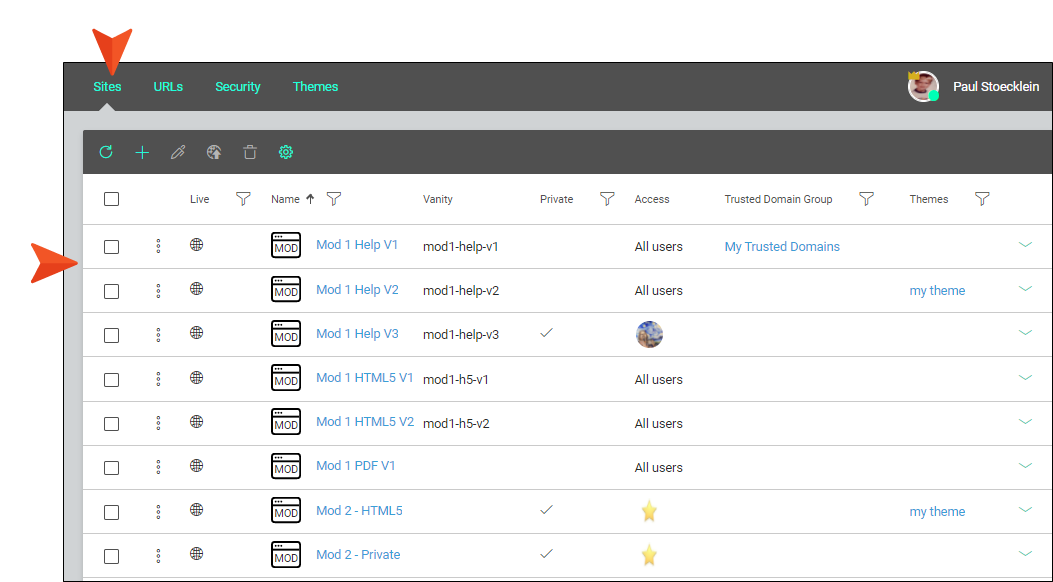 Sites URLs Security Themes Paul Stoecklein
Live Name Vanity Private Access Trusted Domain Group Themes
MOD Mod 1 Help V1 mod1-help-v1 All users My Trusted Domains
MOD Mod 1 Help V2 mod1-help-v2 All users my theme
MOD Mod 1 Help V3 mod1-help-v3
MOD Mod 1 HTML5 V1 mod1-h5-v1 All users
MOD Mod 1 HTML5 V2 mod1-h5-v2 All users
MOD Mod 1 PDF V1 All users
MOD Mod 2 - HTML5 my theme
MOD Mod 2 - Private